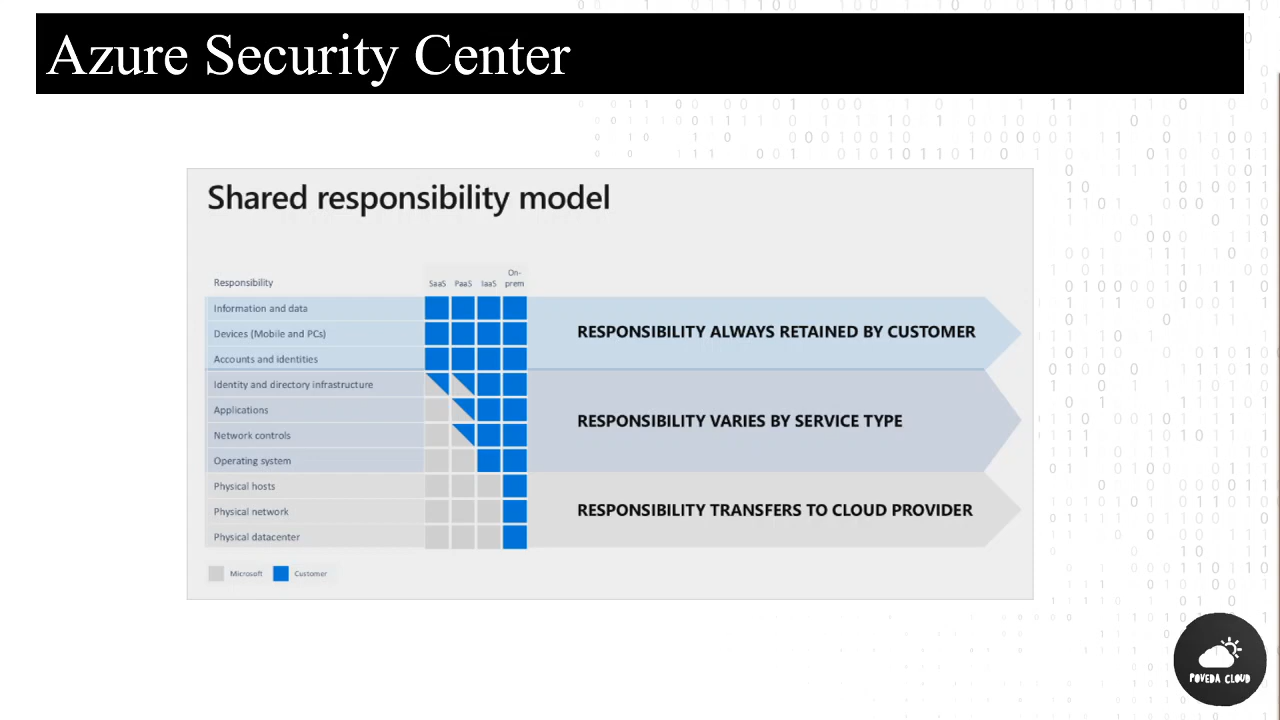 Azure Security Center
Shared responsibility model
Responsibility
SaaS PaaS IaaS On-prem
Information and data
Devices (Mobile and PCs)
Accounts and identities
RESPONSIBILITY ALWAYS RETAINED BY CUSTOMER
Identity and directory infrastructure
Applications
Network controls
Operating system
RESPONSIBILITY VARIES BY SERVICE TYPE
Physical hosts
Physical network
Physical datacenter
RESPONSIBILITY TRANSFERS TO CLOUD PROVIDER
Microsoft Customer
POVEDA CLOUD